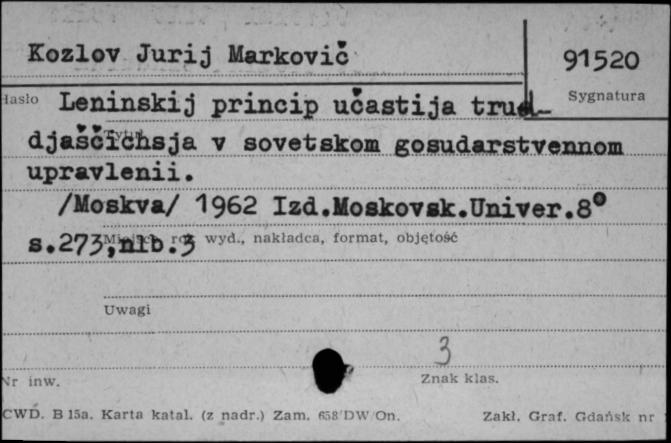 Kozlov Jurij Markovič
91520
Hasło
Sygnatura
Leninskij princip učastija trud-
djaščichsja v sovetskom gosudarstvennom
upravlenii.
/Moskva/ 1962 Izd.Moskovsk.Univer.8°
s.273,nlb.3
wyd., nakładca, format, objętość
Uwagi
3
Nr inw.
Znak klas.
CWD. B 15a. Karta katal. (z nadr.) Zam. 658/DW/On.
Zakł. Graf. Gdańsk nr